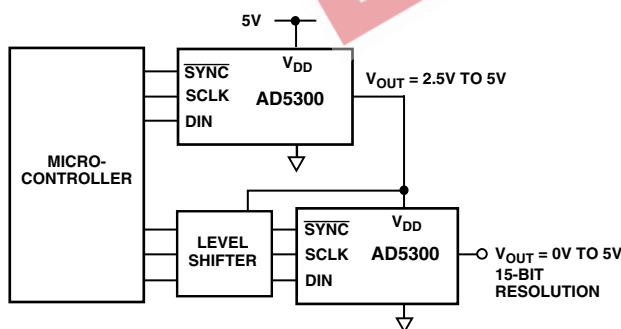 5V
V_DD
V_OUT = 2.5V TO 5V
SYNC
SCLK
DIN
AD5300
MICRO-
CONTROLLER
V_DD
LEVEL
SHIFTER
SYNC
SCLK
DIN
AD5300
V_OUT = 0V TO 5V
15-BIT
RESOLUTION